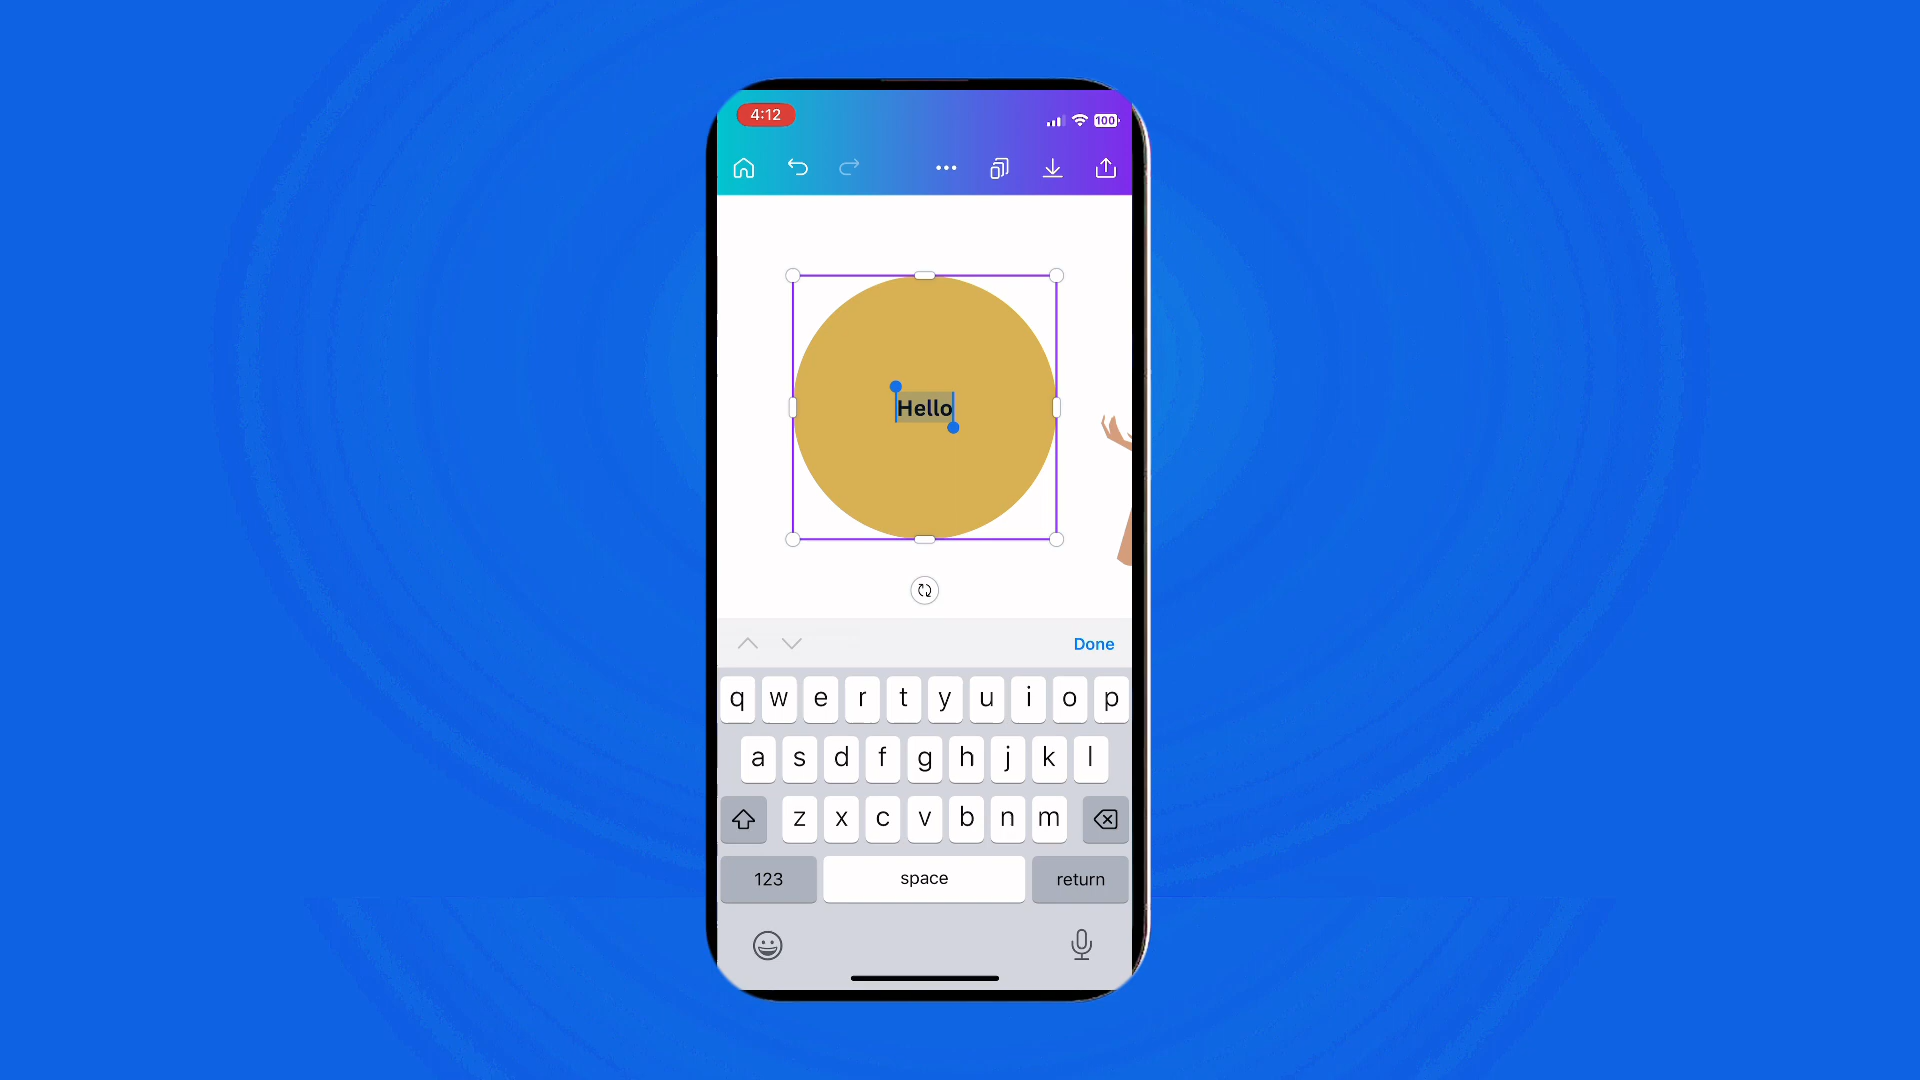 4:12
100
Hello
Done
q w e r t y u i o p
a s d f g h j k l
z x c v b n m
123 space return